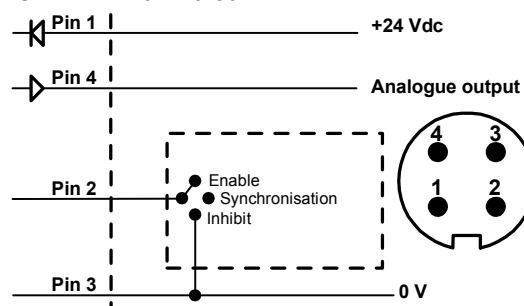 Pin 1 +24 Vdc
Pin 4 Analogue output
4 3
Enable
1 2
Pin 2 Synchronisation
Inhibit
Pin 3 0 V